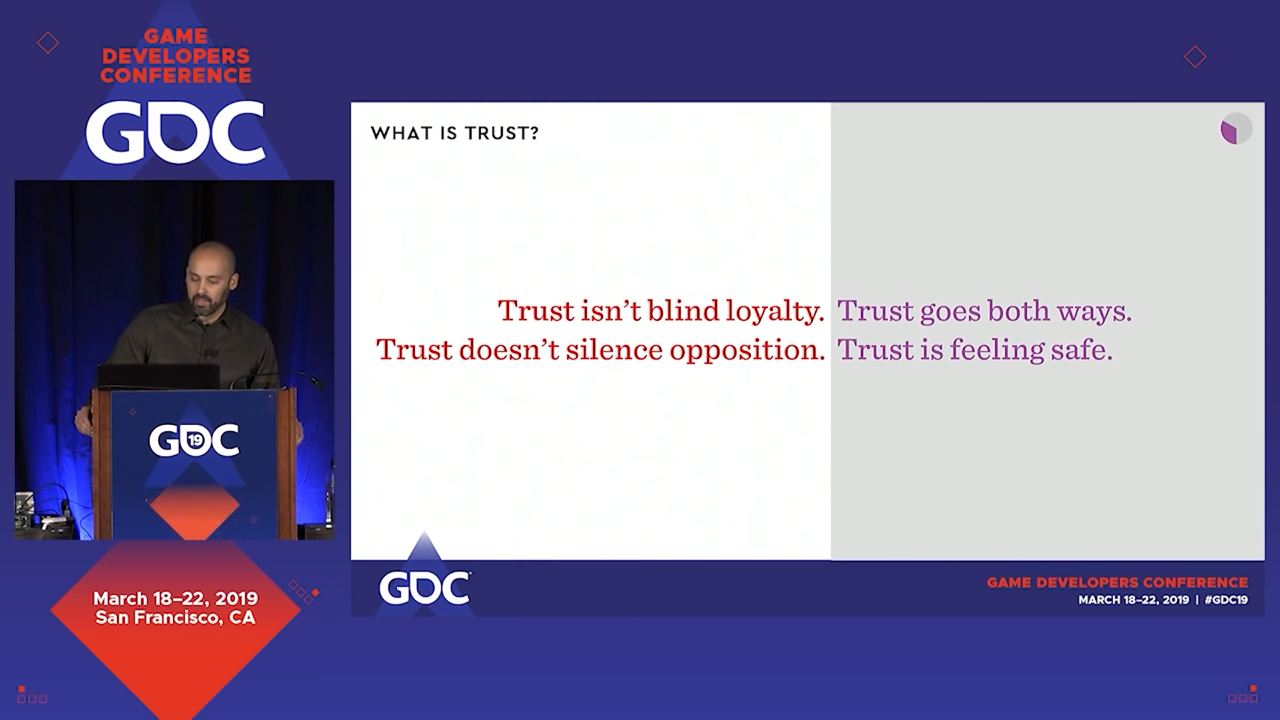 GAME
DEVELOPERS
CONFERENCE
GDC
WHAT IS TRUST?
Trust isn’t blind loyalty. Trust goes both ways.
Trust doesn’t silence opposition. Trust is feeling safe.
GDC 19
March 18–22, 2019
San Francisco, CA
GDC
GAME DEVELOPERS CONFERENCE
MARCH 18–22, 2019 | #GDC19